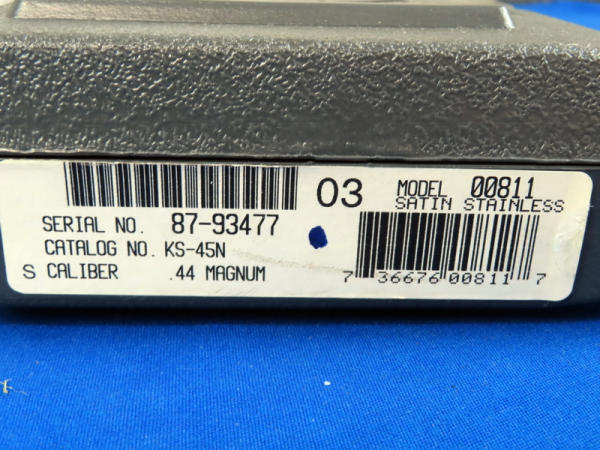 03 MODEL 00811
SATIN STAINLESS
SERIAL NO. 87-93477
CATALOG NO. KS-45N
S CALIBER .44 MAGNUM
7 36676 00811 7